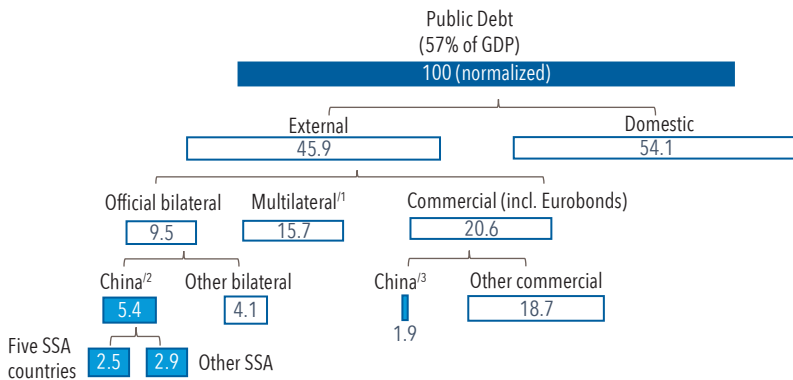 Public Debt
(57% of GDP)
100 (normalized)
External
Domestic
45.9
54.1
Official bilateral
Multilateral/1
Commercial (incl. Eurobonds)
9.5
15.7
20.6
China/2
Other bilateral
China/3
Other commercial
5.4
4.1
18.7
1.9
Five SSA
countries
2.5
2.9
Other SSA